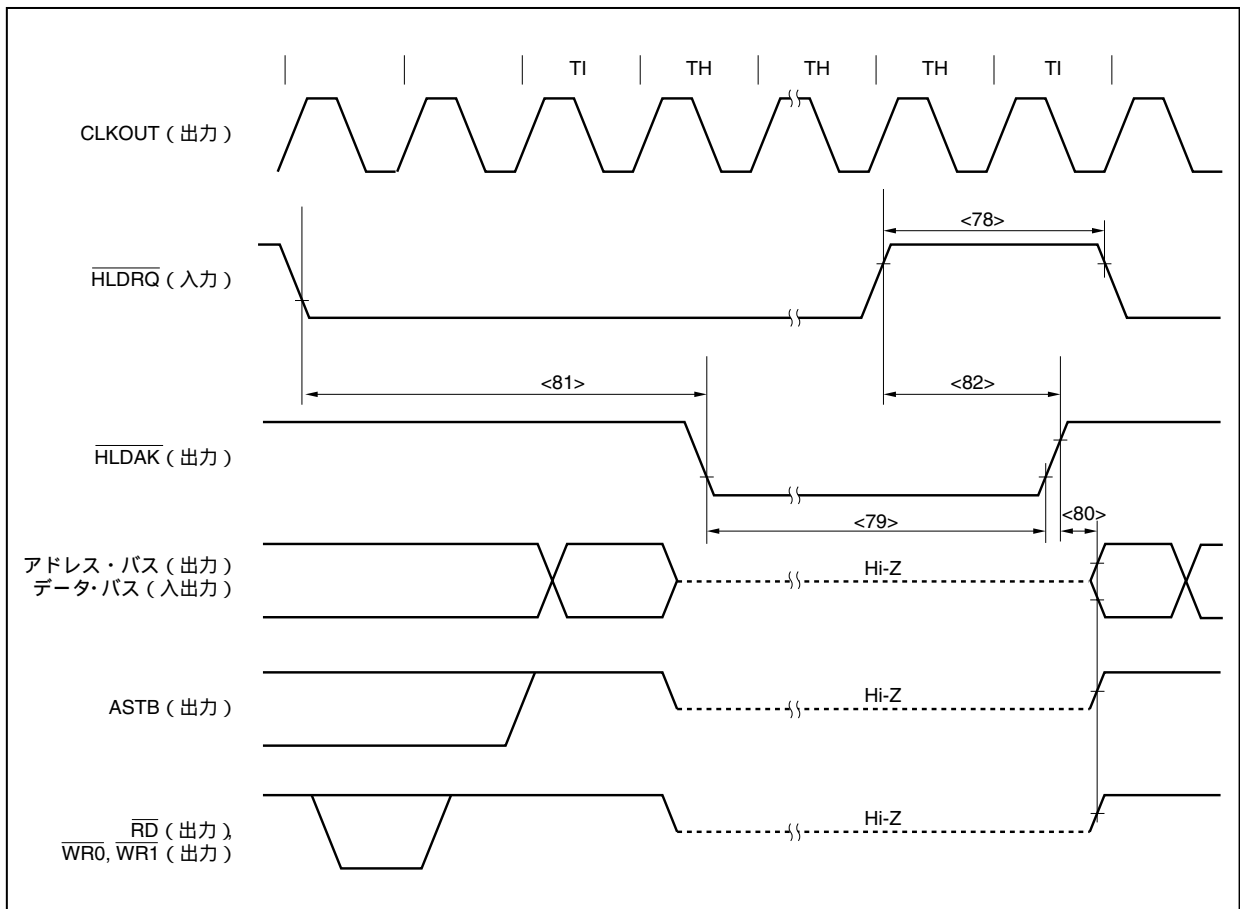 TI TH TH TH TI
CLKOUT（出力）
<78>
HLDRQ（入力）
<81> <82>
HLDAK（出力）
<79> <80>
アドレス・バス（出力） Hi-Z
データ・バス（入出力）
ASTB（出力） Hi-Z
RD（出力）, Hi-Z
WR0, WR1（出力）